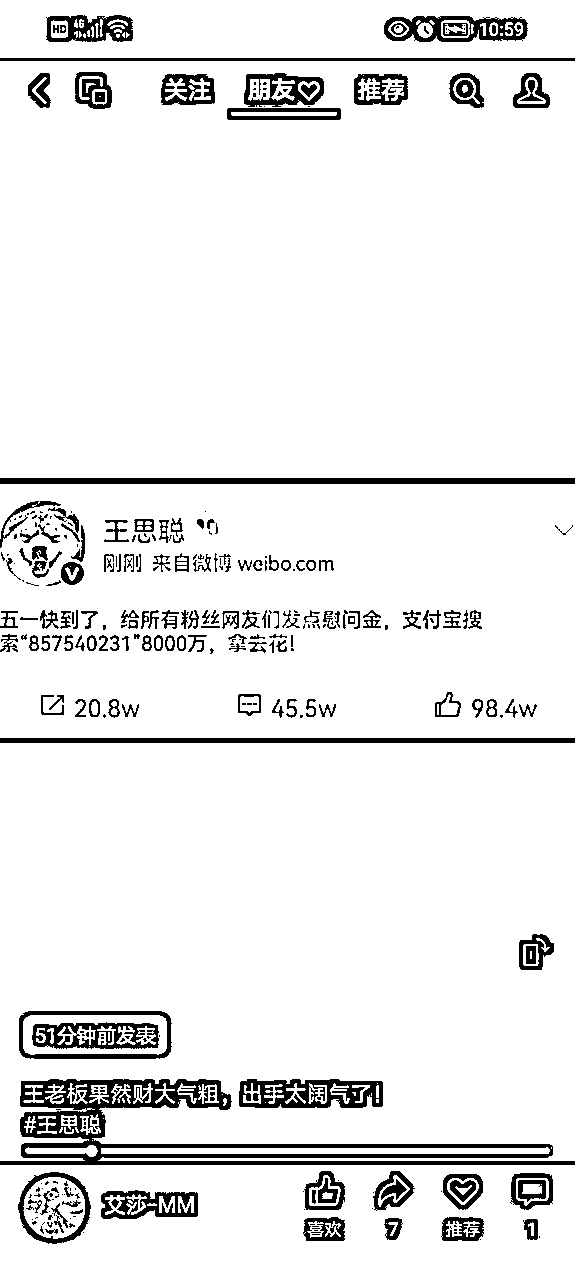 HD 4G 10:59
关注 朋友♡ 推荐
王思聪
刚刚 来自微博 weibo.com
五一快到了，给所有粉丝网友们发点慰问金，支付宝搜
索“857540231”8000万，拿去花！
20.8w 45.5w 98.4w
51分钟前发表
王老板果然财大气粗，出手太阔气了！
#王思聪
艾莎-MM
喜欢 7 推荐 1